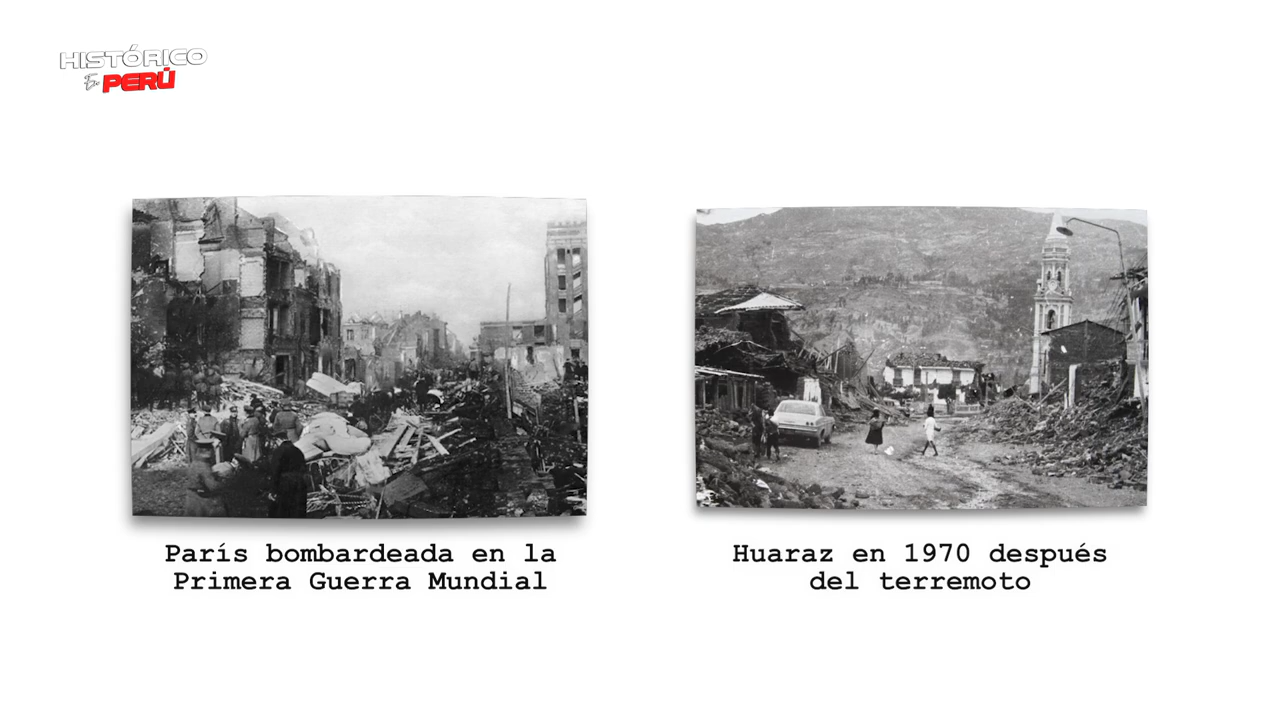 HISTÓRICO
En PERÚ
París bombardeada en la
Primera Guerra Mundial
Huaraz en 1970 después
del terremoto